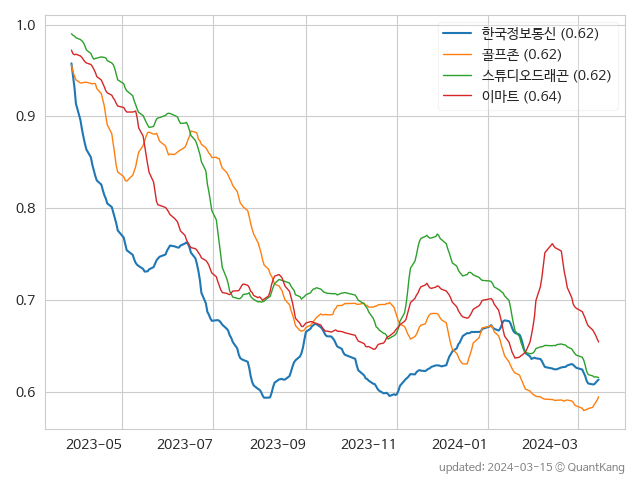 한국정보통신 (0.62)
골프존 (0.62)
스튜디오드래곤 (0.62)
이마트 (0.64)
1.0
0.9
0.8
0.7
0.6
2023-05 2023-07 2023-09 2023-11 2024-01 2024-03
updated: 2024-03-15 © QuantKang